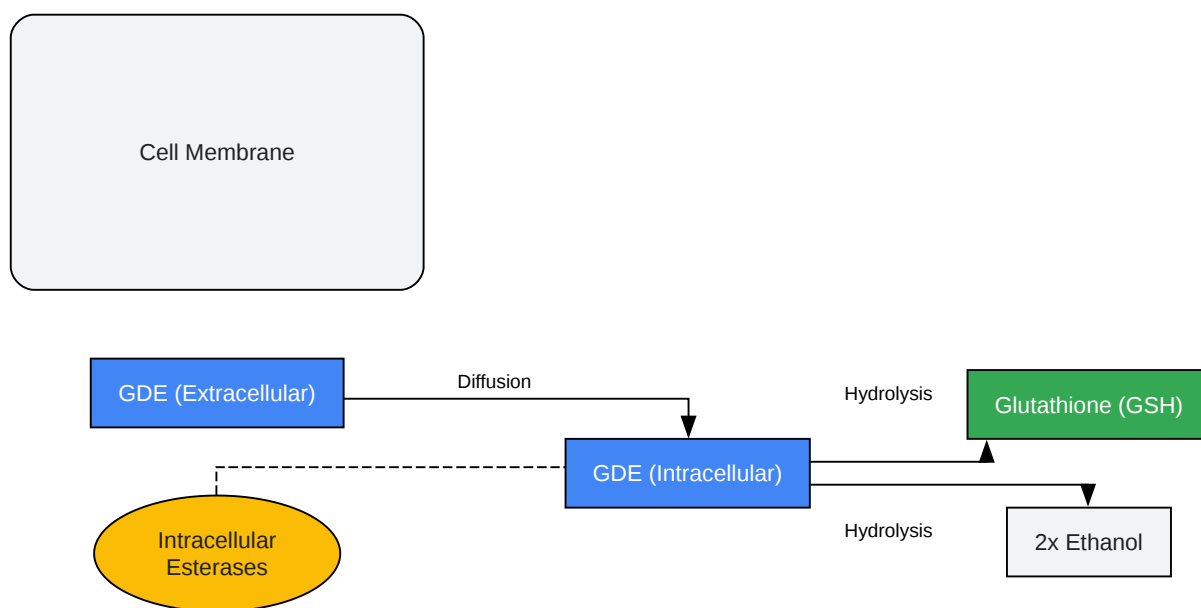 Cell Membrane
GDE (Extracellular)
Diffusion
Hydrolysis
Glutathione (GSH)
GDE (Intracellular)
Intracellular
Esterases
Hydrolysis
2x Ethanol